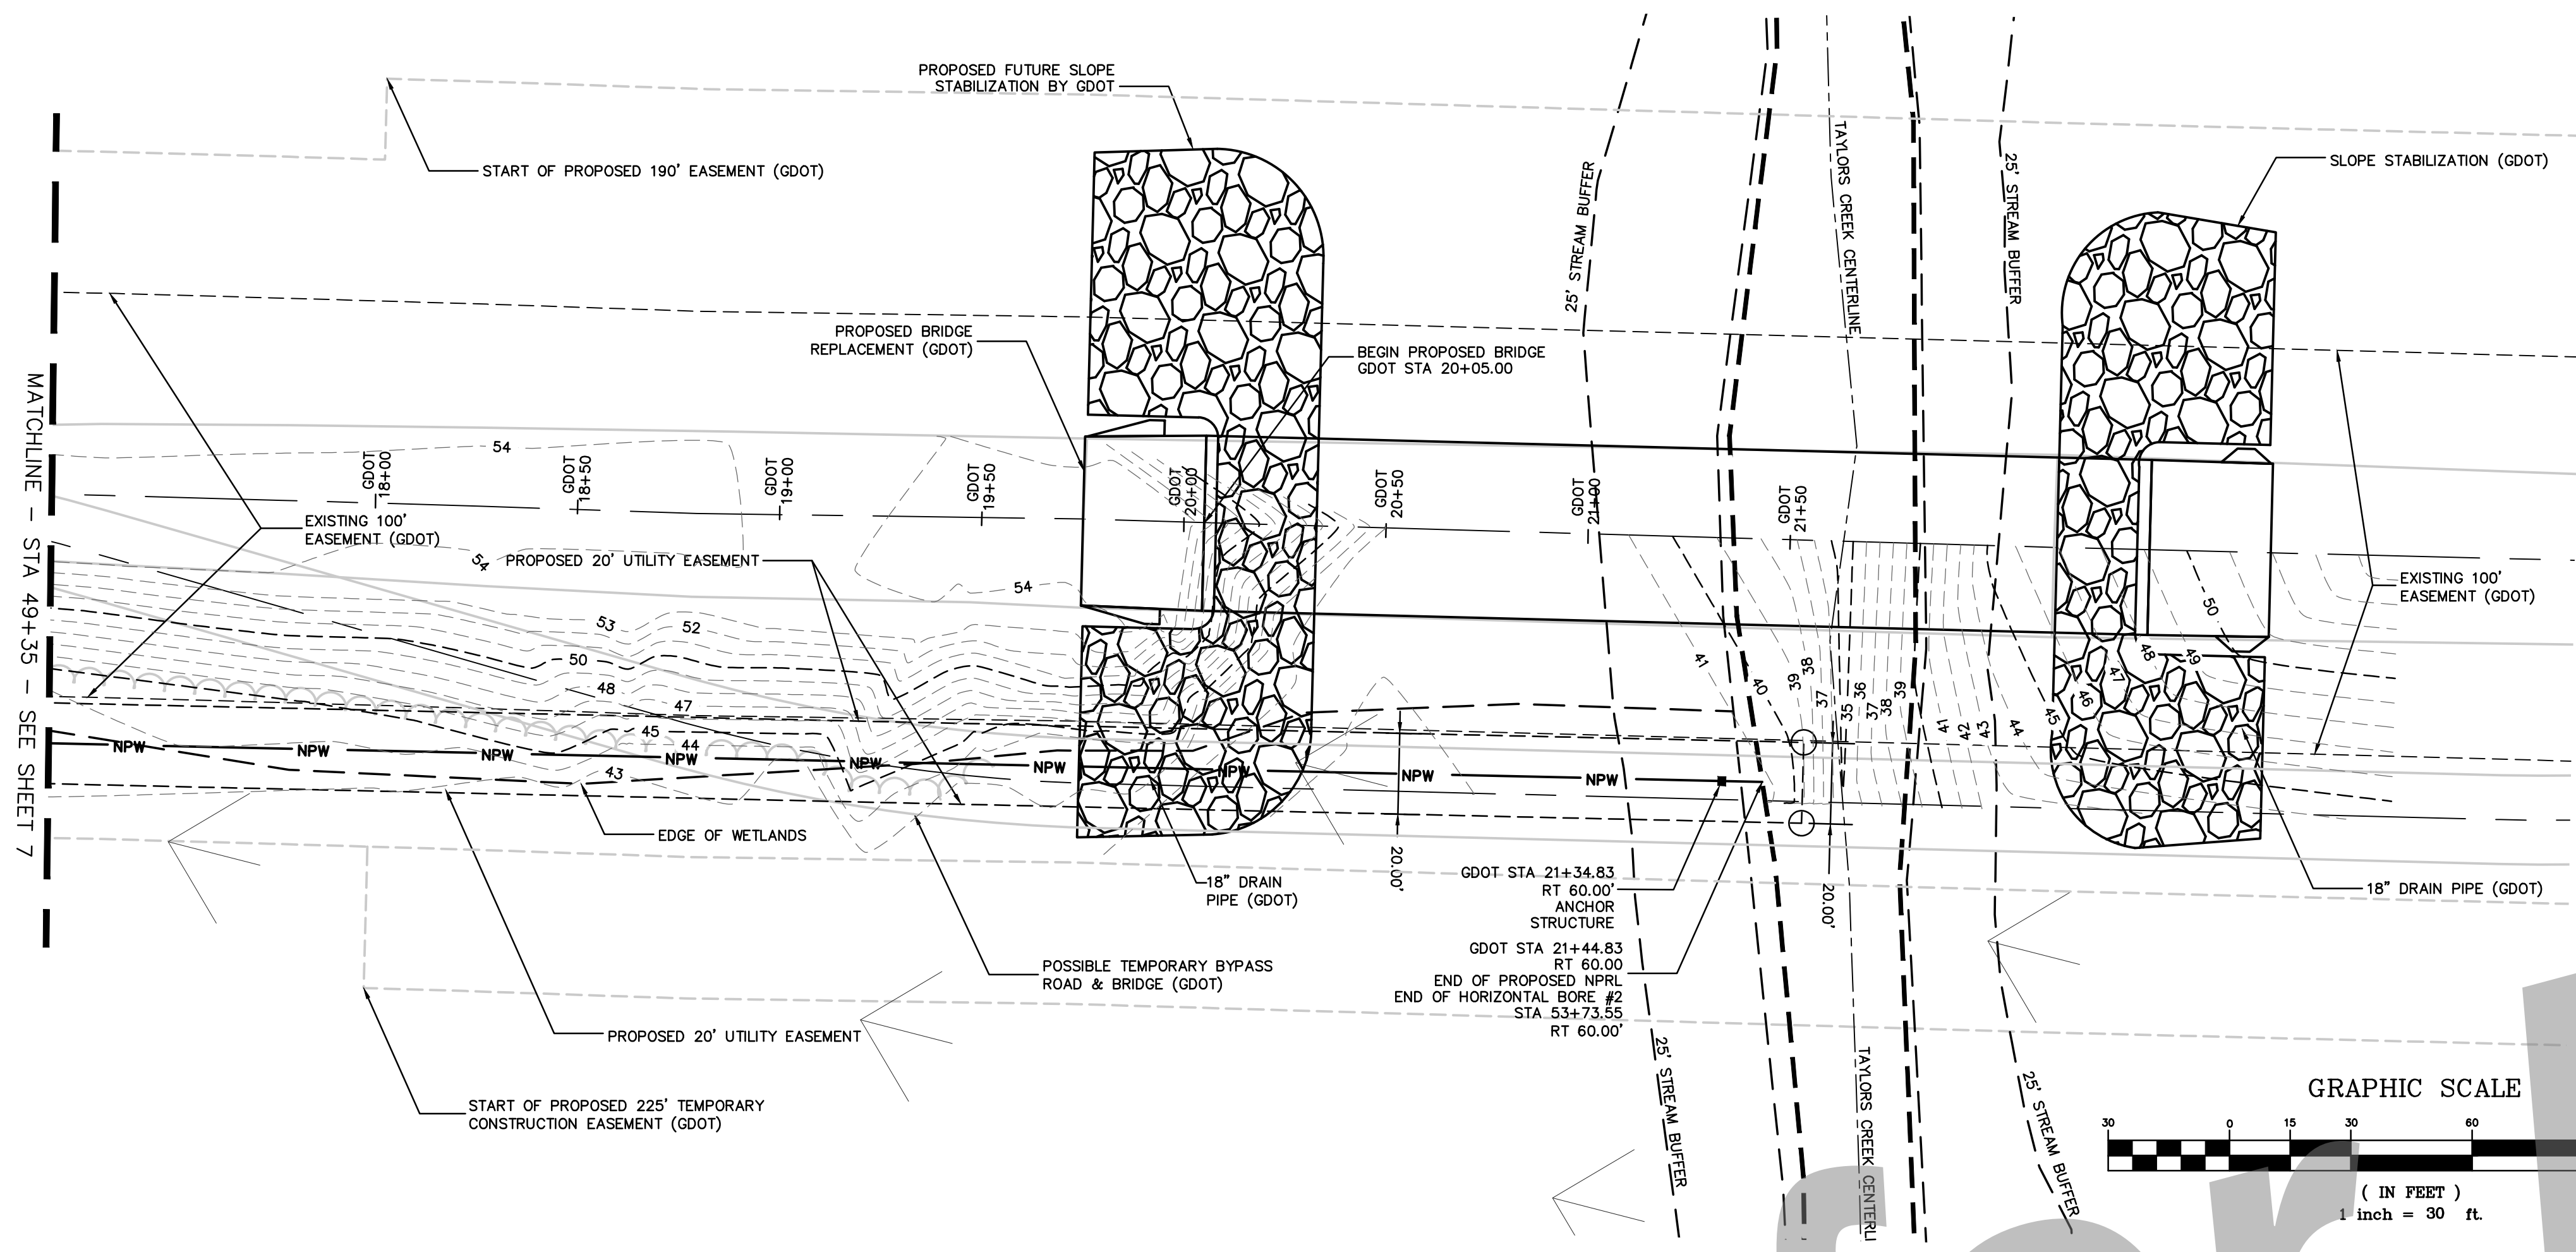 PROPOSED FUTURE SLOPE
STABILIZATION BY GDOT
START OF PROPOSED 190' EASEMENT (GDOT)
SLOPE STABILIZATION (GDOT)
25' STREAM BUFFER
TAYLORS CREEK CENTERLINE
25' STREAM BUFFER
PROPOSED BRIDGE
REPLACEMENT (GDOT)
BEGIN PROPOSED BRIDGE
GDOT STA 20+05.00
MATCHLINE - STA 49+35 - SEE SHEET 7
54
GDOT
18+00
GDOT
18+50
GDOT
19+00
GDOT
19+50
GDOT
20+00
GDOT
20+50
GDOT
21+00
GDOT
21+50
EXISTING 100'
EASEMENT (GDOT)
54
PROPOSED 20' UTILITY EASEMENT
54
EXISTING 100'
EASEMENT (GDOT)
53
52
50
48
47
45
44
43
41
40
39
38
37
35
36
37
38
39
41
42
43
44
45
46
47
48
49
50
NPW
NPW
NPW
NPW
NPW
NPW
NPW
NPW
NPW
EDGE OF WETLANDS
20.00'
20.00'
18" DRAIN
PIPE (GDOT)
18" DRAIN PIPE (GDOT)
GDOT STA 21+34.83
RT 60.00'
ANCHOR
STRUCTURE
GDOT STA 21+44.83
RT 60.00
END OF PROPOSED NPRL
END OF HORIZONTAL BORE #2
STA 53+73.55
RT 60.00'
POSSIBLE TEMPORARY BYPASS
ROAD & BRIDGE (GDOT)
PROPOSED 20' UTILITY EASEMENT
START OF PROPOSED 225' TEMPORARY
CONSTRUCTION EASEMENT (GDOT)
25' STREAM BUFFER
TAYLORS CREEK CENTERLI
25' STREAM BUFFER
GRAPHIC SCALE
30 0 15 30 60
( IN FEET )
1 inch = 30 ft.